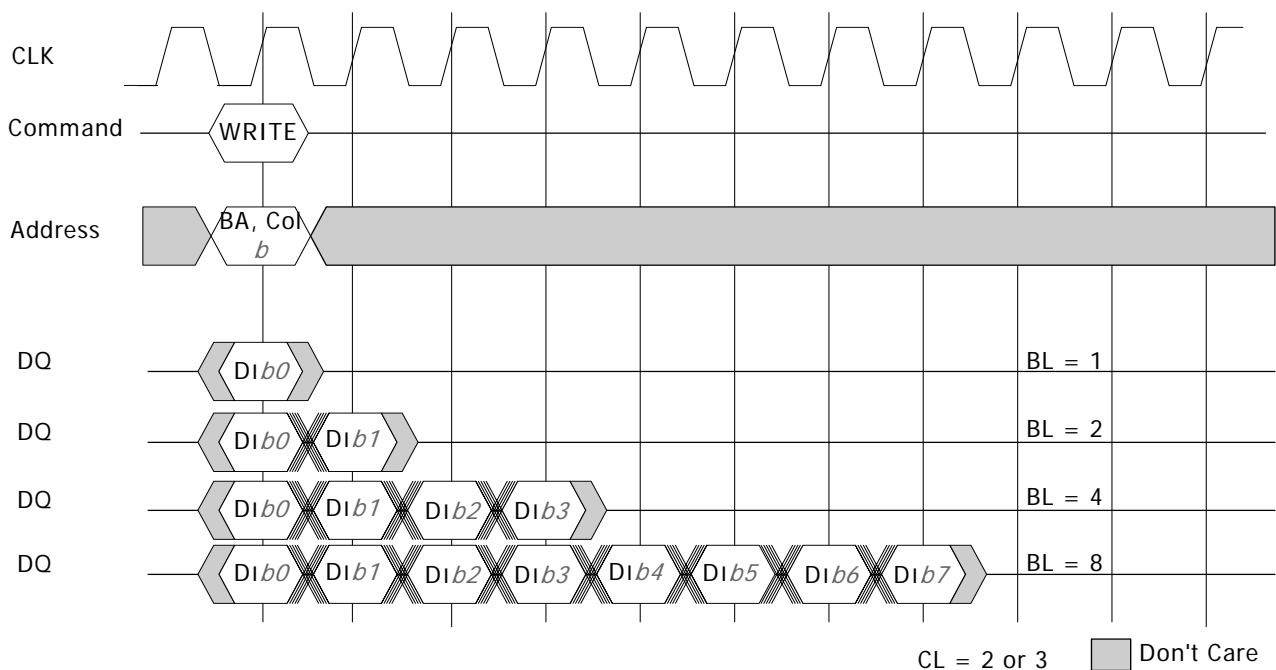 CLK
Command WRITE
Address BA, Col
b
DQ DIb0 BL = 1
DQ DIb0 DIb1 BL = 2
DQ DIb0 DIb1 DIb2 DIb3 BL = 4
DQ DIb0 DIb1 DIb2 DIb3 DIb4 DIb5 DIb6 DIb7 BL = 8
CL = 2 or 3 Don't Care